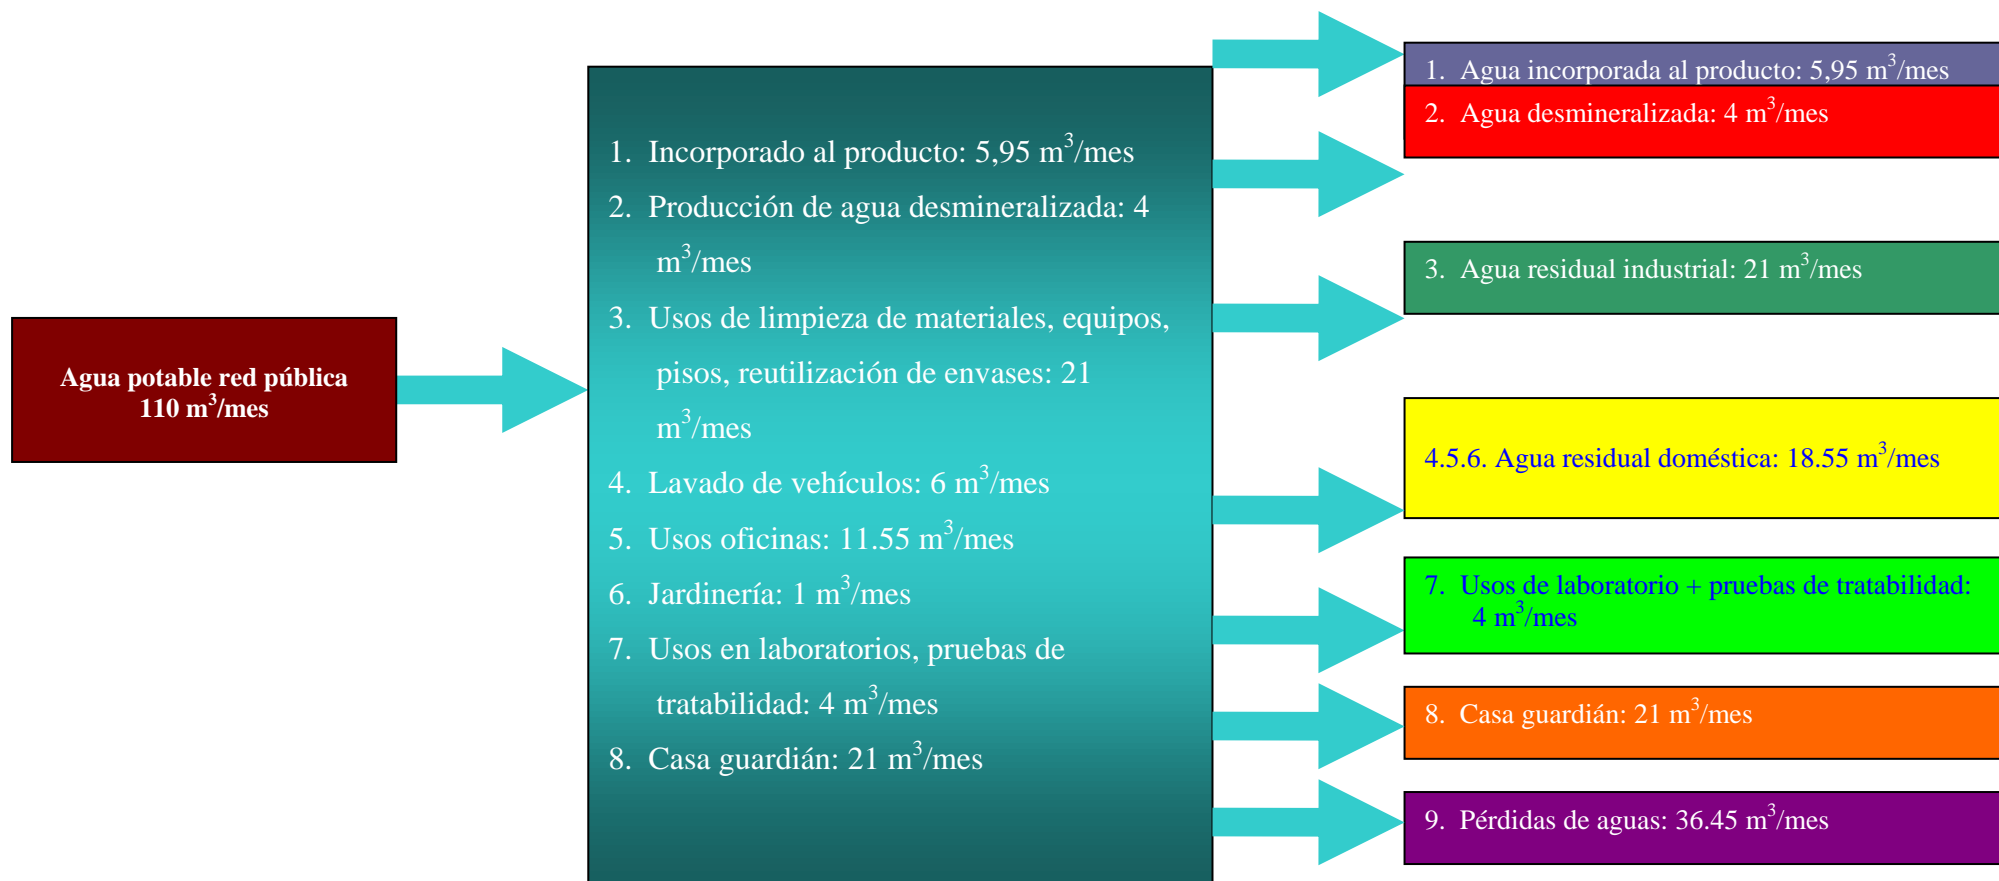 Agua potable red pública
110 m³/mes
1. Incorporado al producto: 5,95 m³/mes
2. Producción de agua desmineralizada: 4
m³/mes
3. Usos de limpieza de materiales, equipos,
pisos, reutilización de envases: 21
m³/mes
4. Lavado de vehículos: 6 m³/mes
5. Usos oficinas: 11.55 m³/mes
6. Jardinería: 1 m³/mes
7. Usos en laboratorios, pruebas de
tratabilidad: 4 m³/mes
8. Casa guardián: 21 m³/mes
1. Agua incorporada al producto: 5,95 m³/mes
2. Agua desmineralizada: 4 m³/mes
3. Agua residual industrial: 21 m³/mes
4.5.6. Agua residual doméstica: 18.55 m³/mes
7. Usos de laboratorio + pruebas de tratabilidad:
4 m³/mes
8. Casa guardián: 21 m³/mes
9. Pérdidas de aguas: 36.45 m³/mes